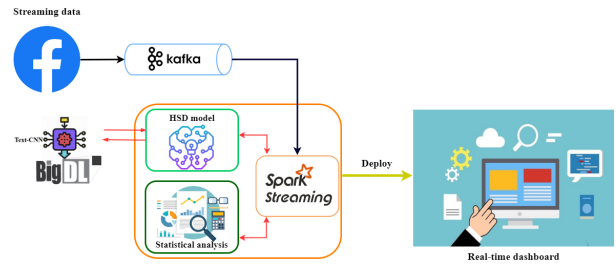 Streaming data
kafka
HSD model
Text-CNN
BigDL
Deploy
Spark
Streaming
Statistical analysis
Real-time dashboard